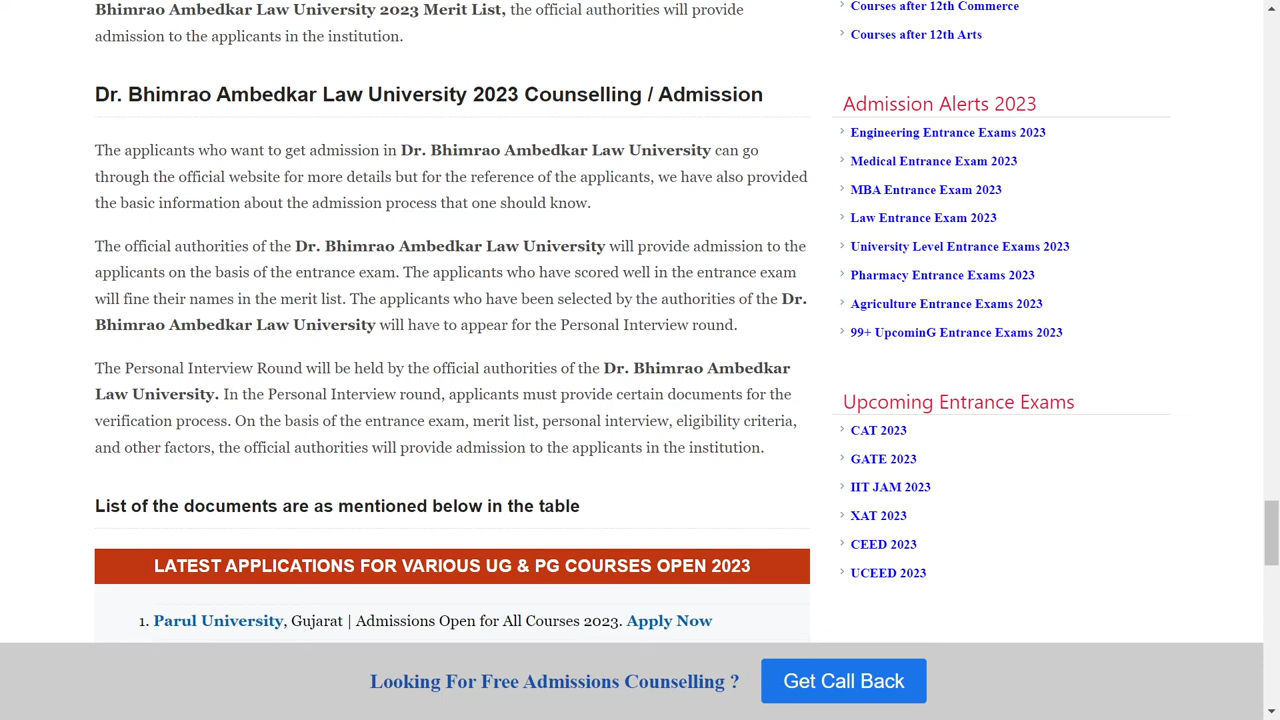 Bhimrao Ambedkar Law University 2023 Merit List, the official authorities will provide
admission to the applicants in the institution.
Dr. Bhimrao Ambedkar Law University 2023 Counselling / Admission
The applicants who want to get admission in Dr. Bhimrao Ambedkar Law University can go
through the official website for more details but for the reference of the applicants, we have also provided
the basic information about the admission process that one should know.
The official authorities of the Dr. Bhimrao Ambedkar Law University will provide admission to the
applicants on the basis of the entrance exam. The applicants who have scored well in the entrance exam
will fine their names in the merit list. The applicants who have been selected by the authorities of the Dr.
Bhimrao Ambedkar Law University will have to appear for the Personal Interview round.
The Personal Interview Round will be held by the official authorities of the Dr. Bhimrao Ambedkar
Law University. In the Personal Interview round, applicants must provide certain documents for the
verification process. On the basis of the entrance exam, merit list, personal interview, eligibility criteria,
and other factors, the official authorities will provide admission to the applicants in the institution.
List of the documents are as mentioned below in the table
LATEST APPLICATIONS FOR VARIOUS UG & PG COURSES OPEN 2023
1. Parul University, Gujarat | Admissions Open for All Courses 2023. Apply Now
Courses after 12th Commerce
Courses after 12th Arts
Admission Alerts 2023
Engineering Entrance Exams 2023
Medical Entrance Exam 2023
MBA Entrance Exam 2023
Law Entrance Exam 2023
University Level Entrance Exams 2023
Pharmacy Entrance Exams 2023
Agriculture Entrance Exams 2023
99+ UpcominG Entrance Exams 2023
Upcoming Entrance Exams
CAT 2023
GATE 2023
IIT JAM 2023
XAT 2023
CEED 2023
UCEED 2023
Looking For Free Admissions Counselling ?
Get Call Back